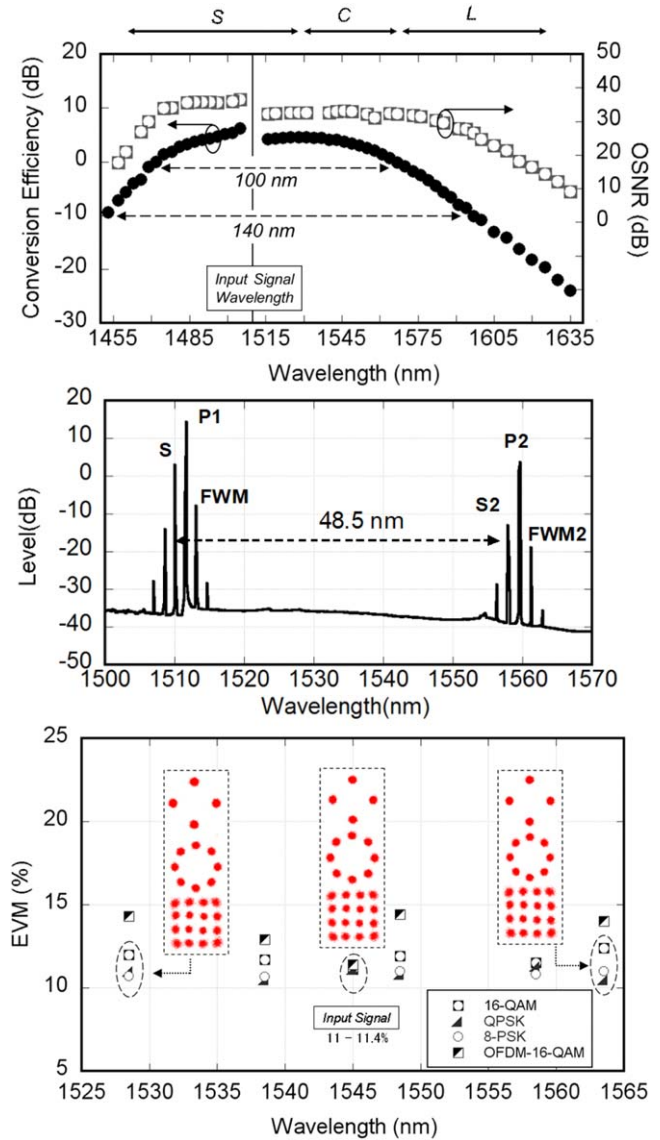 S C L
20 50
10 40
0 30
-10 20
-20 10
-30 0
Conversion Efficiency (dB)
OSNR (dB)
100 nm
140 nm
Input Signal
Wavelength
1455 1485 1515 1545 1575 1605 1635
Wavelength (nm)
20
10
0
-10
-20
-30
-40
-50
Level(dB)
P1
S
FWM
48.5 nm
P2
S2
FWM2
1500 1510 1520 1530 1540 1550 1560 1570
Wavelength(nm)
25
20
15
10
5
EVM (%)
Input Signal
11 – 11.4%
16-QAM
QPSK
8-PSK
OFDM-16-QAM
1525 1530 1535 1540 1545 1550 1555 1560 1565
Wavelength (nm)